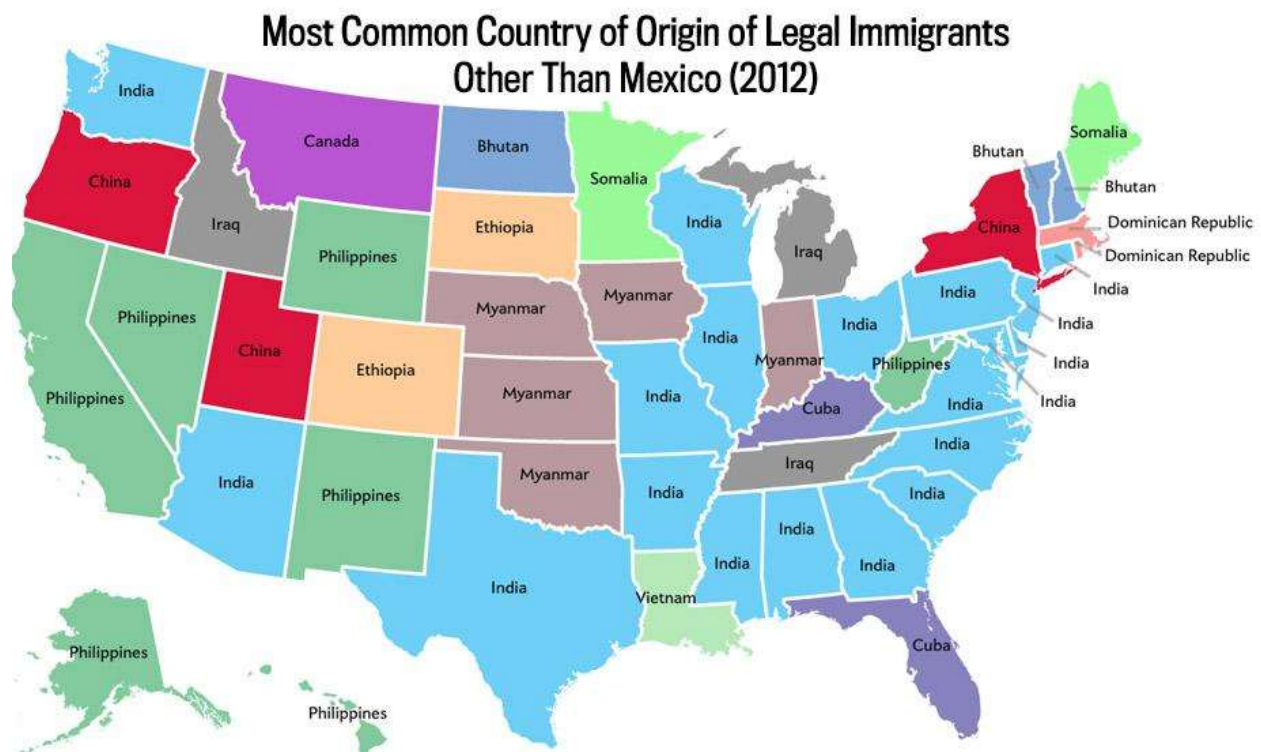 Most Common Country of Origin of Legal Immigrants
Other Than Mexico (2012)
India
Canada
Bhutan
Somalia
Somalia
Bhutan
China
Bhutan
Iraq
Ethiopia
India
Dominican Republic
China
Iraq
Dominican Republic
Philippines
India
India
Myanmar
Myanmar
Philippines
India
India
India
China
Myanmar
Philippines
India
Ethiopia
Myanmar
India
Cuba
India
India
Philippines
India
Iraq
Myanmar
India
India
Philippines
India
India
India
India
India
India
Vietnam
Cuba
Philippines
Philippines